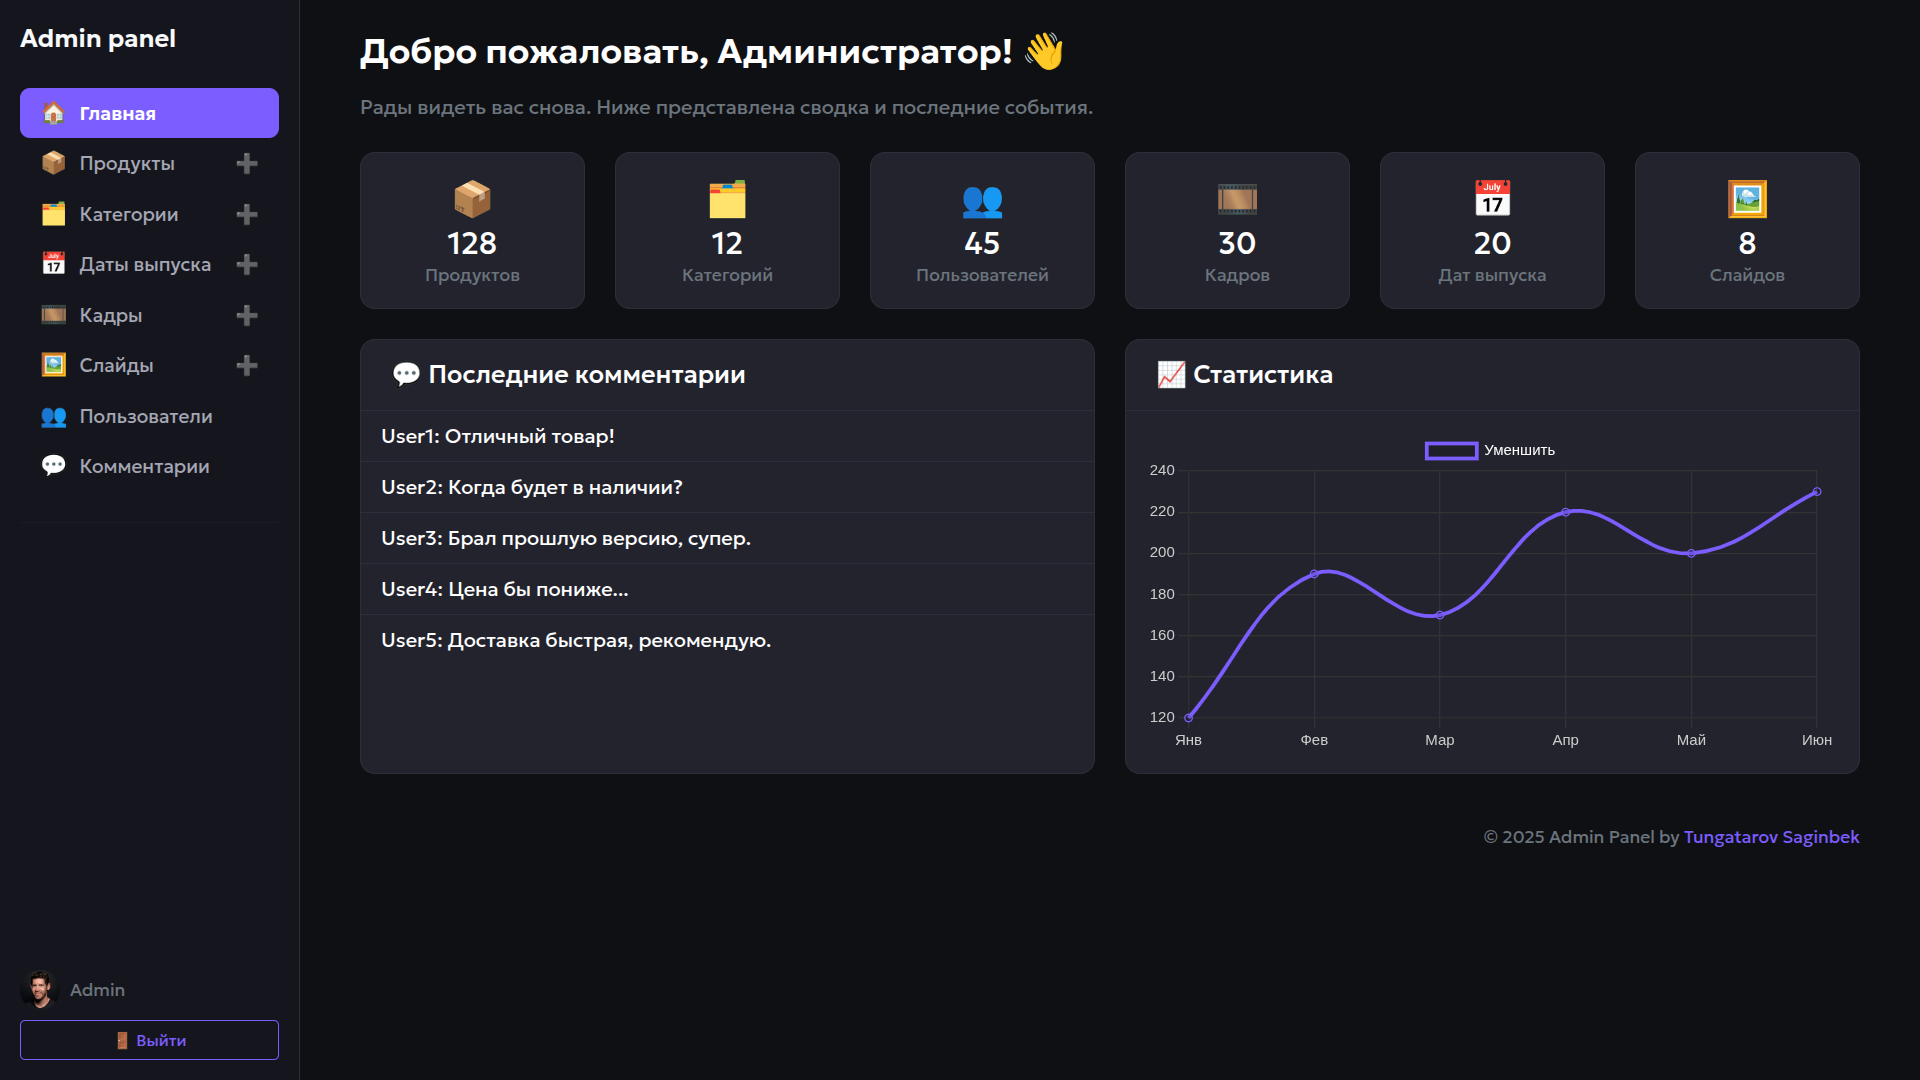 Admin panel
Главная
Продукты
Категории
Даты выпуска
Кадры
Слайды
Пользователи
Комментарии
Admin
Выйти
Добро пожаловать, Администратор!
Рады видеть вас снова. Ниже представлена сводка и последние события.
128
Продуктов
12
Категорий
45
Пользователей
30
Кадров
July
17
20
Дат выпуска
8
Слайдов
Последние комментарии
User1: Отличный товар!
User2: Когда будет в наличии?
User3: Брал прошлую версию, супер.
User4: Цена бы пониже...
User5: Доставка быстрая, рекомендую.
Статистика
Уменьшить
240
220
200
180
160
140
120
Янв Фев Мар Апр Май Июн
© 2025 Admin Panel by Tungatarov Saginbek